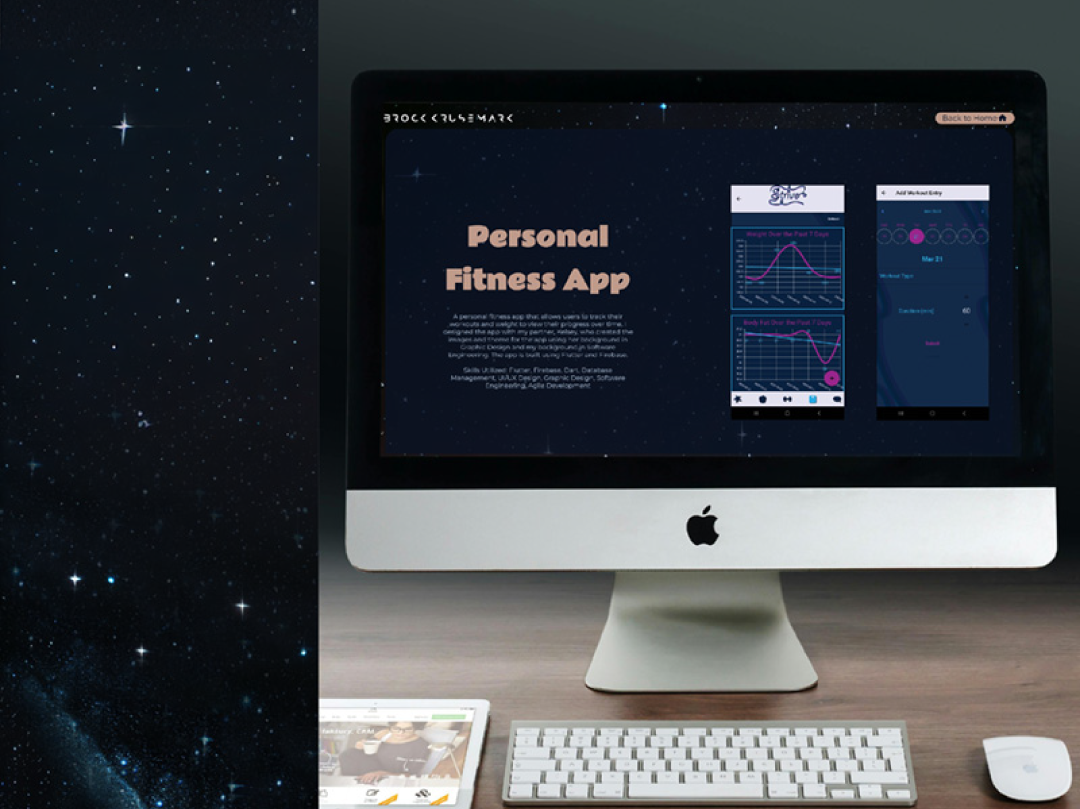 BROCK CRUSEMARK
Back to Home
Personal
Fitness App
A personal fitness app that allows users to track their
workouts and weight to view their progress over time. I
designed the app with my partner, Kelsey, who created the
images and theme for the app using her background in
Graphic Design and my background in Software
Engineering. The app is built using Flutter and Firebase.
Skills Utilized: Flutter, Firebase, Dart, Database
Management, UI/UX Design, Graphic Design, Software
Engineering, Agile Development
Strive
Weight Over the Past 7 Days
Body Fat Over the Past 7 Days
Add Workout Entry
Mar 21
Workout Type
Duration (min)
60